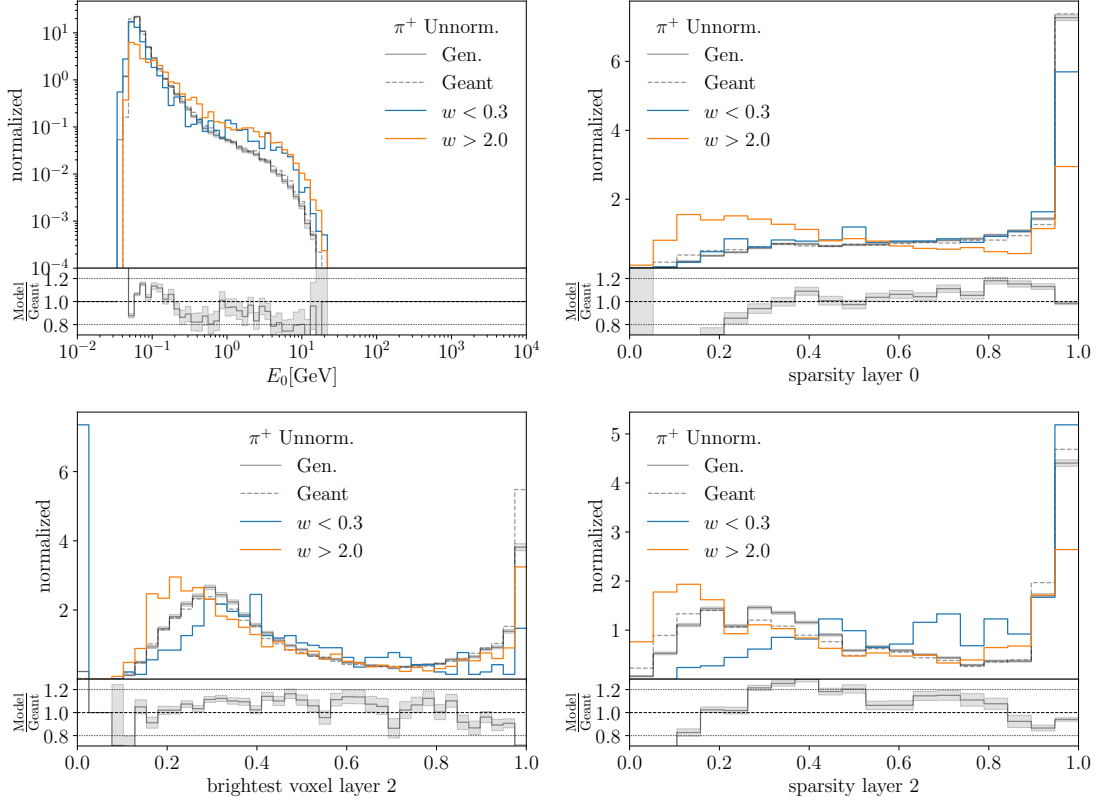 π⁺ Unnorm.
Gen.
Geant
w < 0.3
w > 2.0
normalized
10¹
10⁰
10⁻¹
10⁻²
10⁻³
10⁻⁴
Model
Geant
1.2
1.0
0.8
10⁻² 10⁻¹ 10⁰ 10¹ 10² 10³ 10⁴
E₀[GeV]
π⁺ Unnorm.
Gen.
Geant
w < 0.3
w > 2.0
normalized
6
4
2
Model
Geant
1.2
1.0
0.8
0.0 0.2 0.4 0.6 0.8 1.0
sparsity layer 0
π⁺ Unnorm.
Gen.
Geant
w < 0.3
w > 2.0
normalized
6
4
2
Model
Geant
1.2
1.0
0.8
0.0 0.2 0.4 0.6 0.8 1.0
brightest voxel layer 2
π⁺ Unnorm.
Gen.
Geant
w < 0.3
w > 2.0
normalized
5
4
3
2
1
Model
Geant
1.2
1.0
0.8
0.0 0.2 0.4 0.6 0.8 1.0
sparsity layer 2